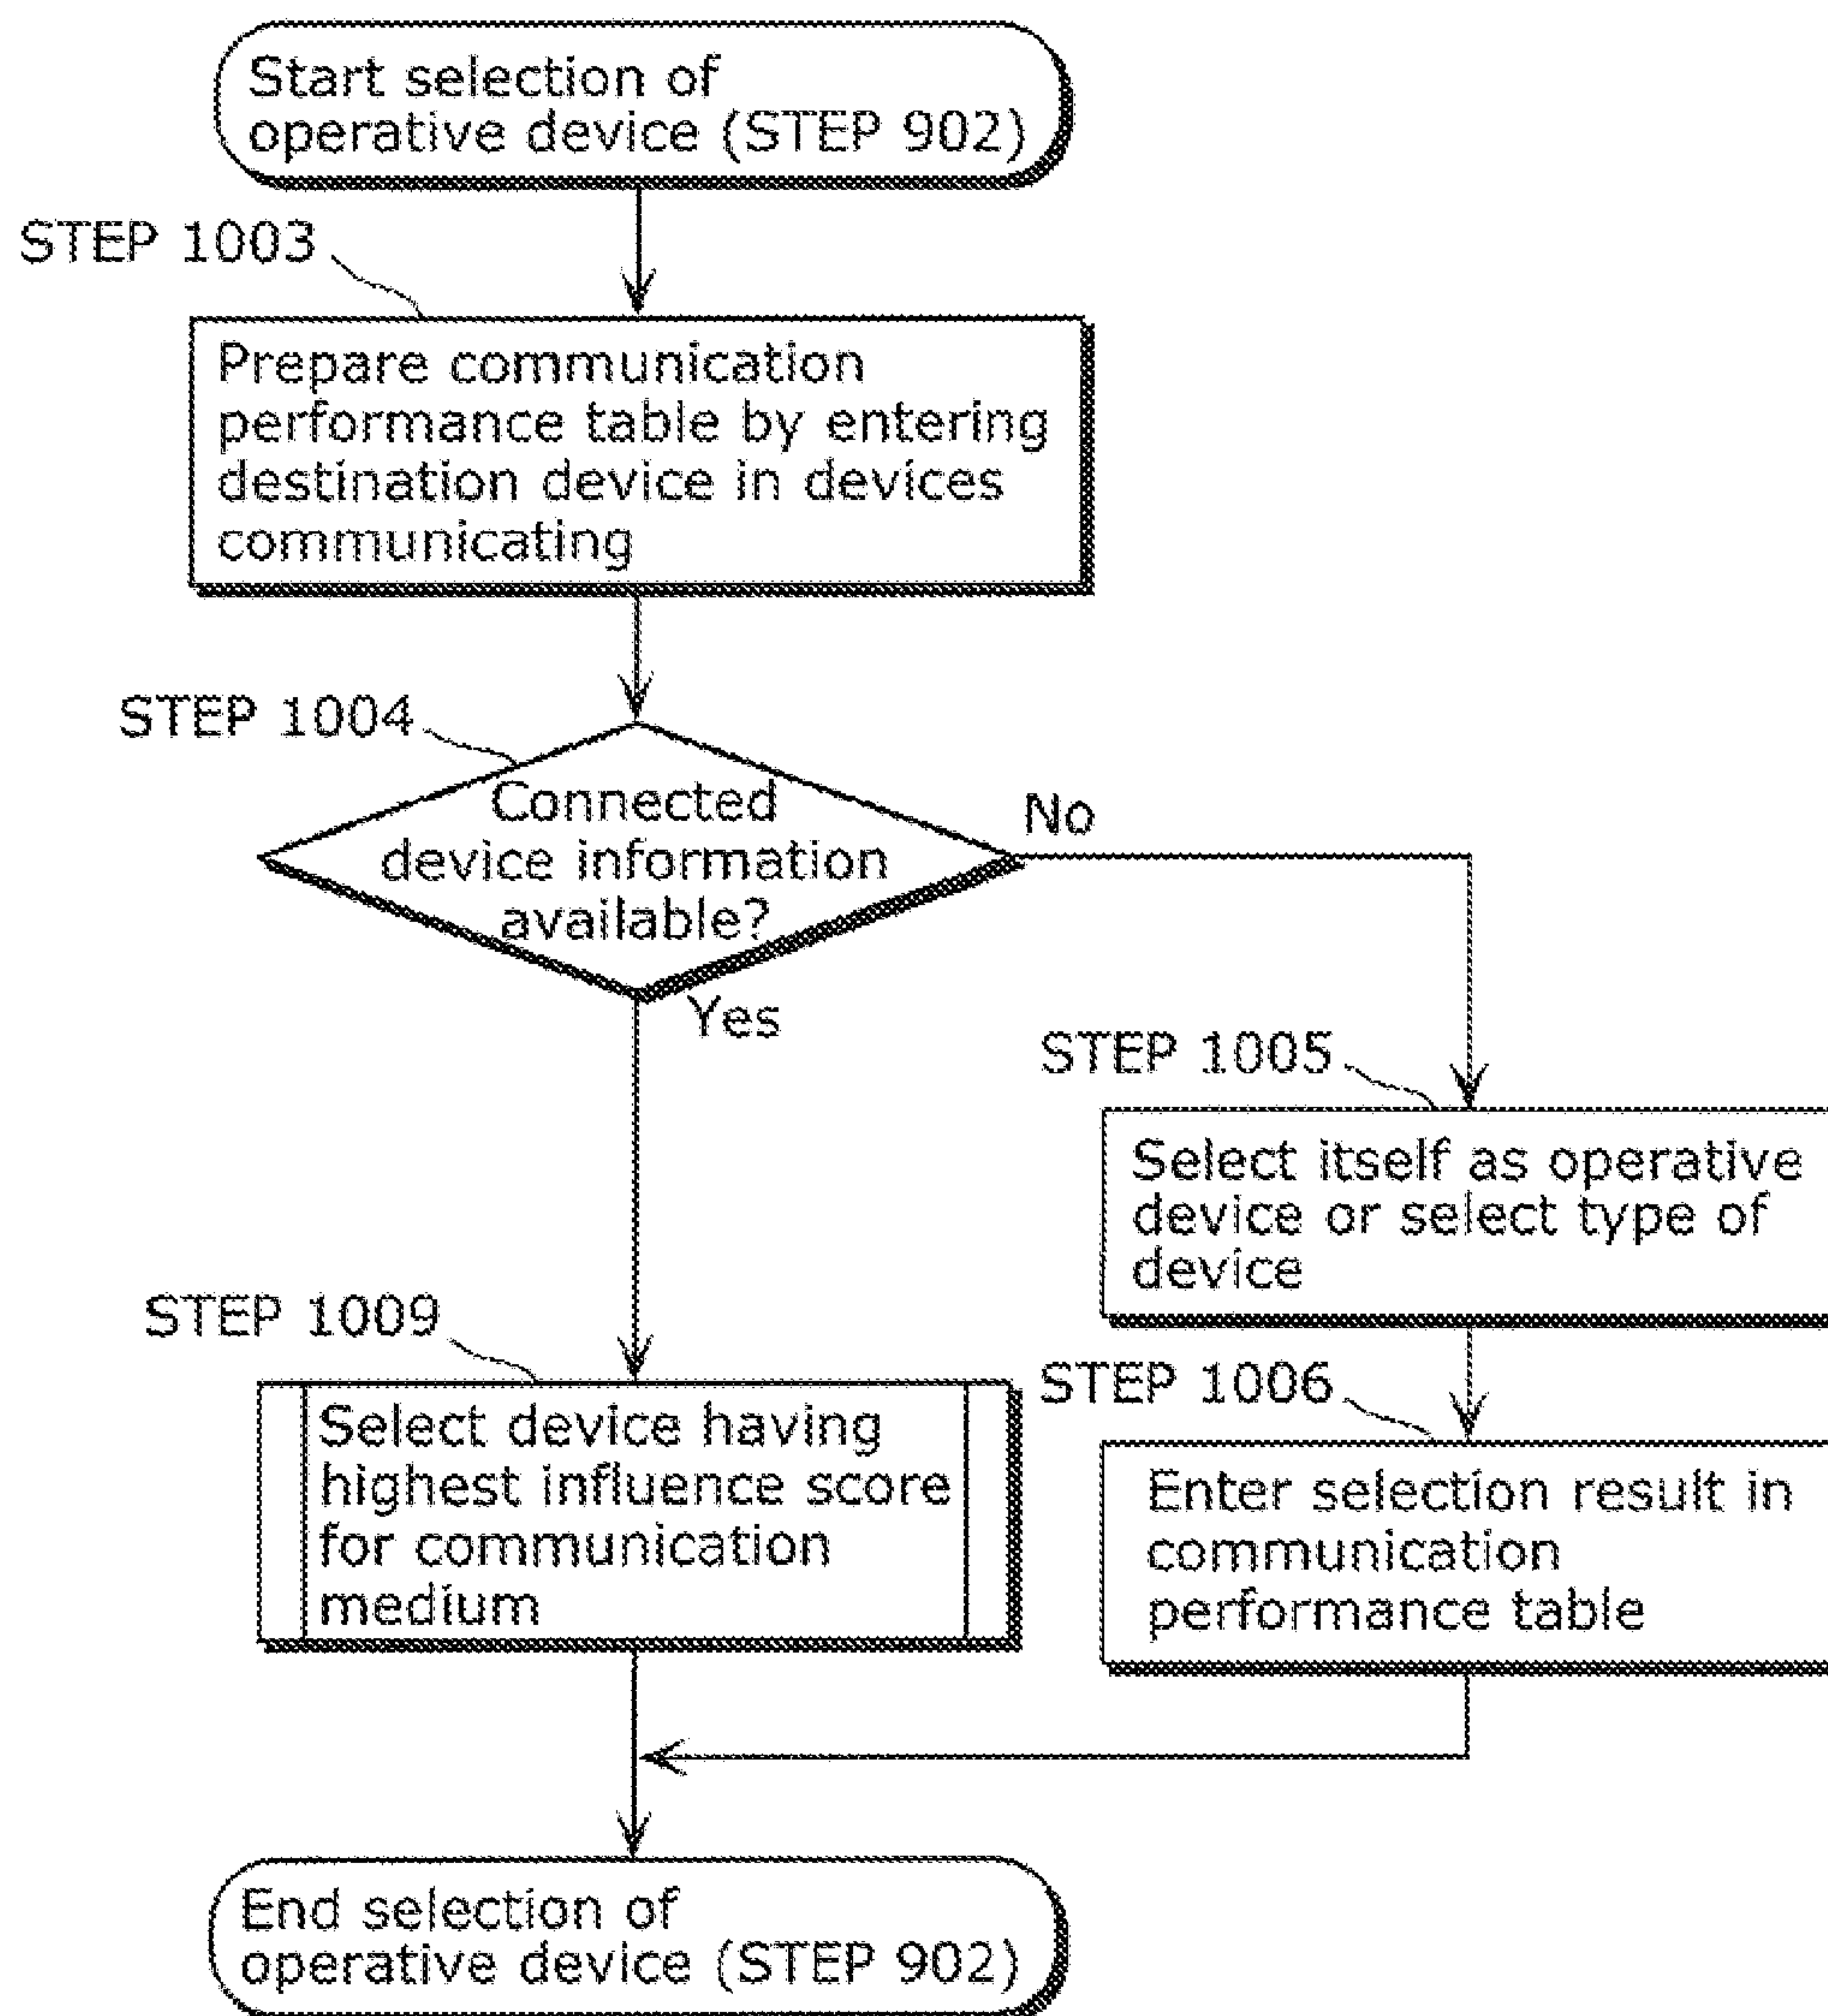 Start selection of
operative device (STEP 902)
STEP 1003
Prepare communication
performance table by entering
destination device in devices
communicating
STEP 1004
Connected
device information
available?
No
Yes
STEP 1005
Select itself as operative
device or select type of
device
STEP 1009
Select device having
highest influence score
for communication
medium
STEP 1006
Enter selection result in
communication
performance table
End selection of
operative device (STEP 902)